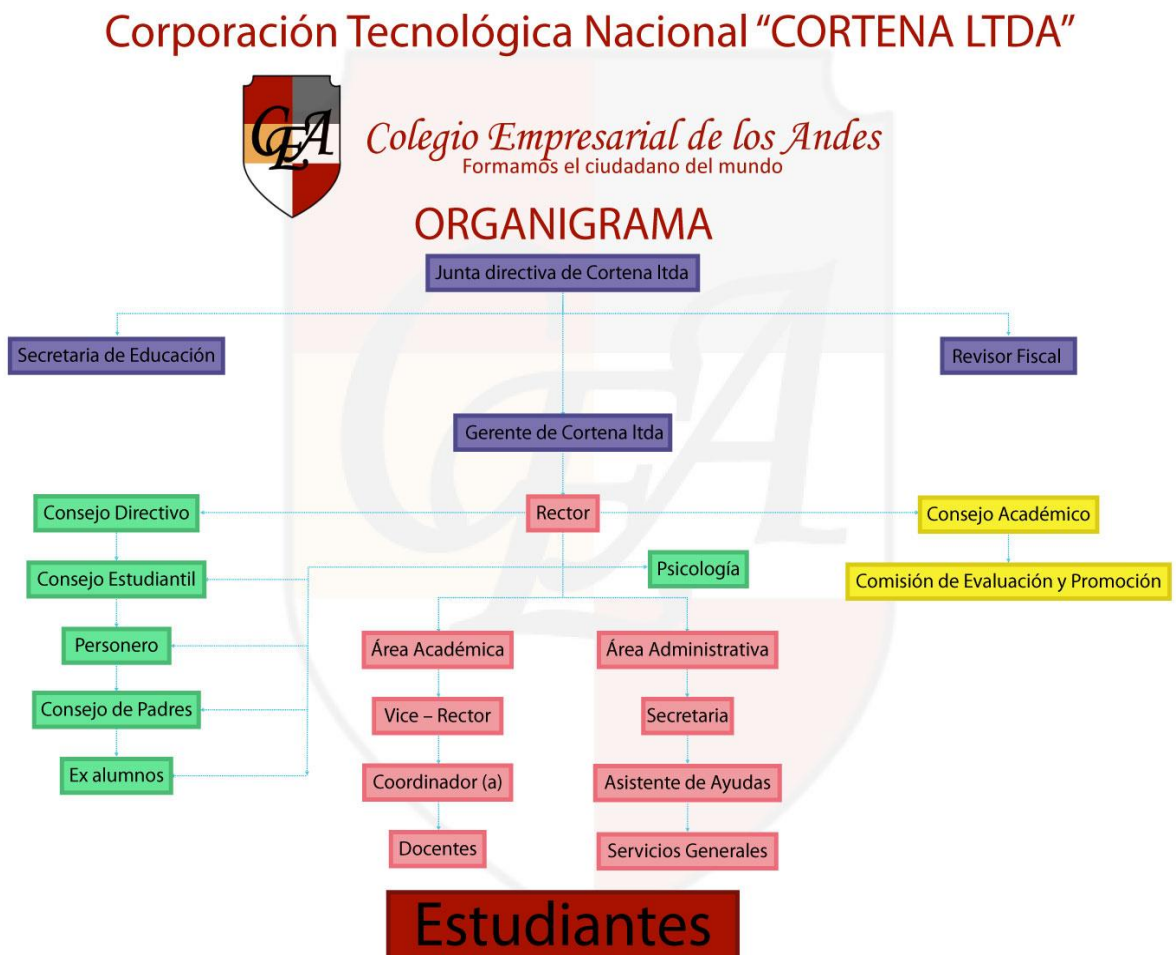 Corporación Tecnológica Nacional “CORTENA LTDA”
CEA
Colegio Empresarial de los Andes
Formamos el ciudadano del mundo
ORGANIGRAMA
Junta directiva de Cortena ltda
Secretaria de Educación
Revisor Fiscal
Gerente de Cortena ltda
Consejo Directivo
Rector
Consejo Académico
Consejo Estudiantil
Psicología
Comisión de Evaluación y Promoción
Personero
Área Académica
Área Administrativa
Consejo de Padres
Vice – Rector
Secretaria
Ex alumnos
Coordinador (a)
Asistente de Ayudas
Docentes
Servicios Generales
Estudiantes